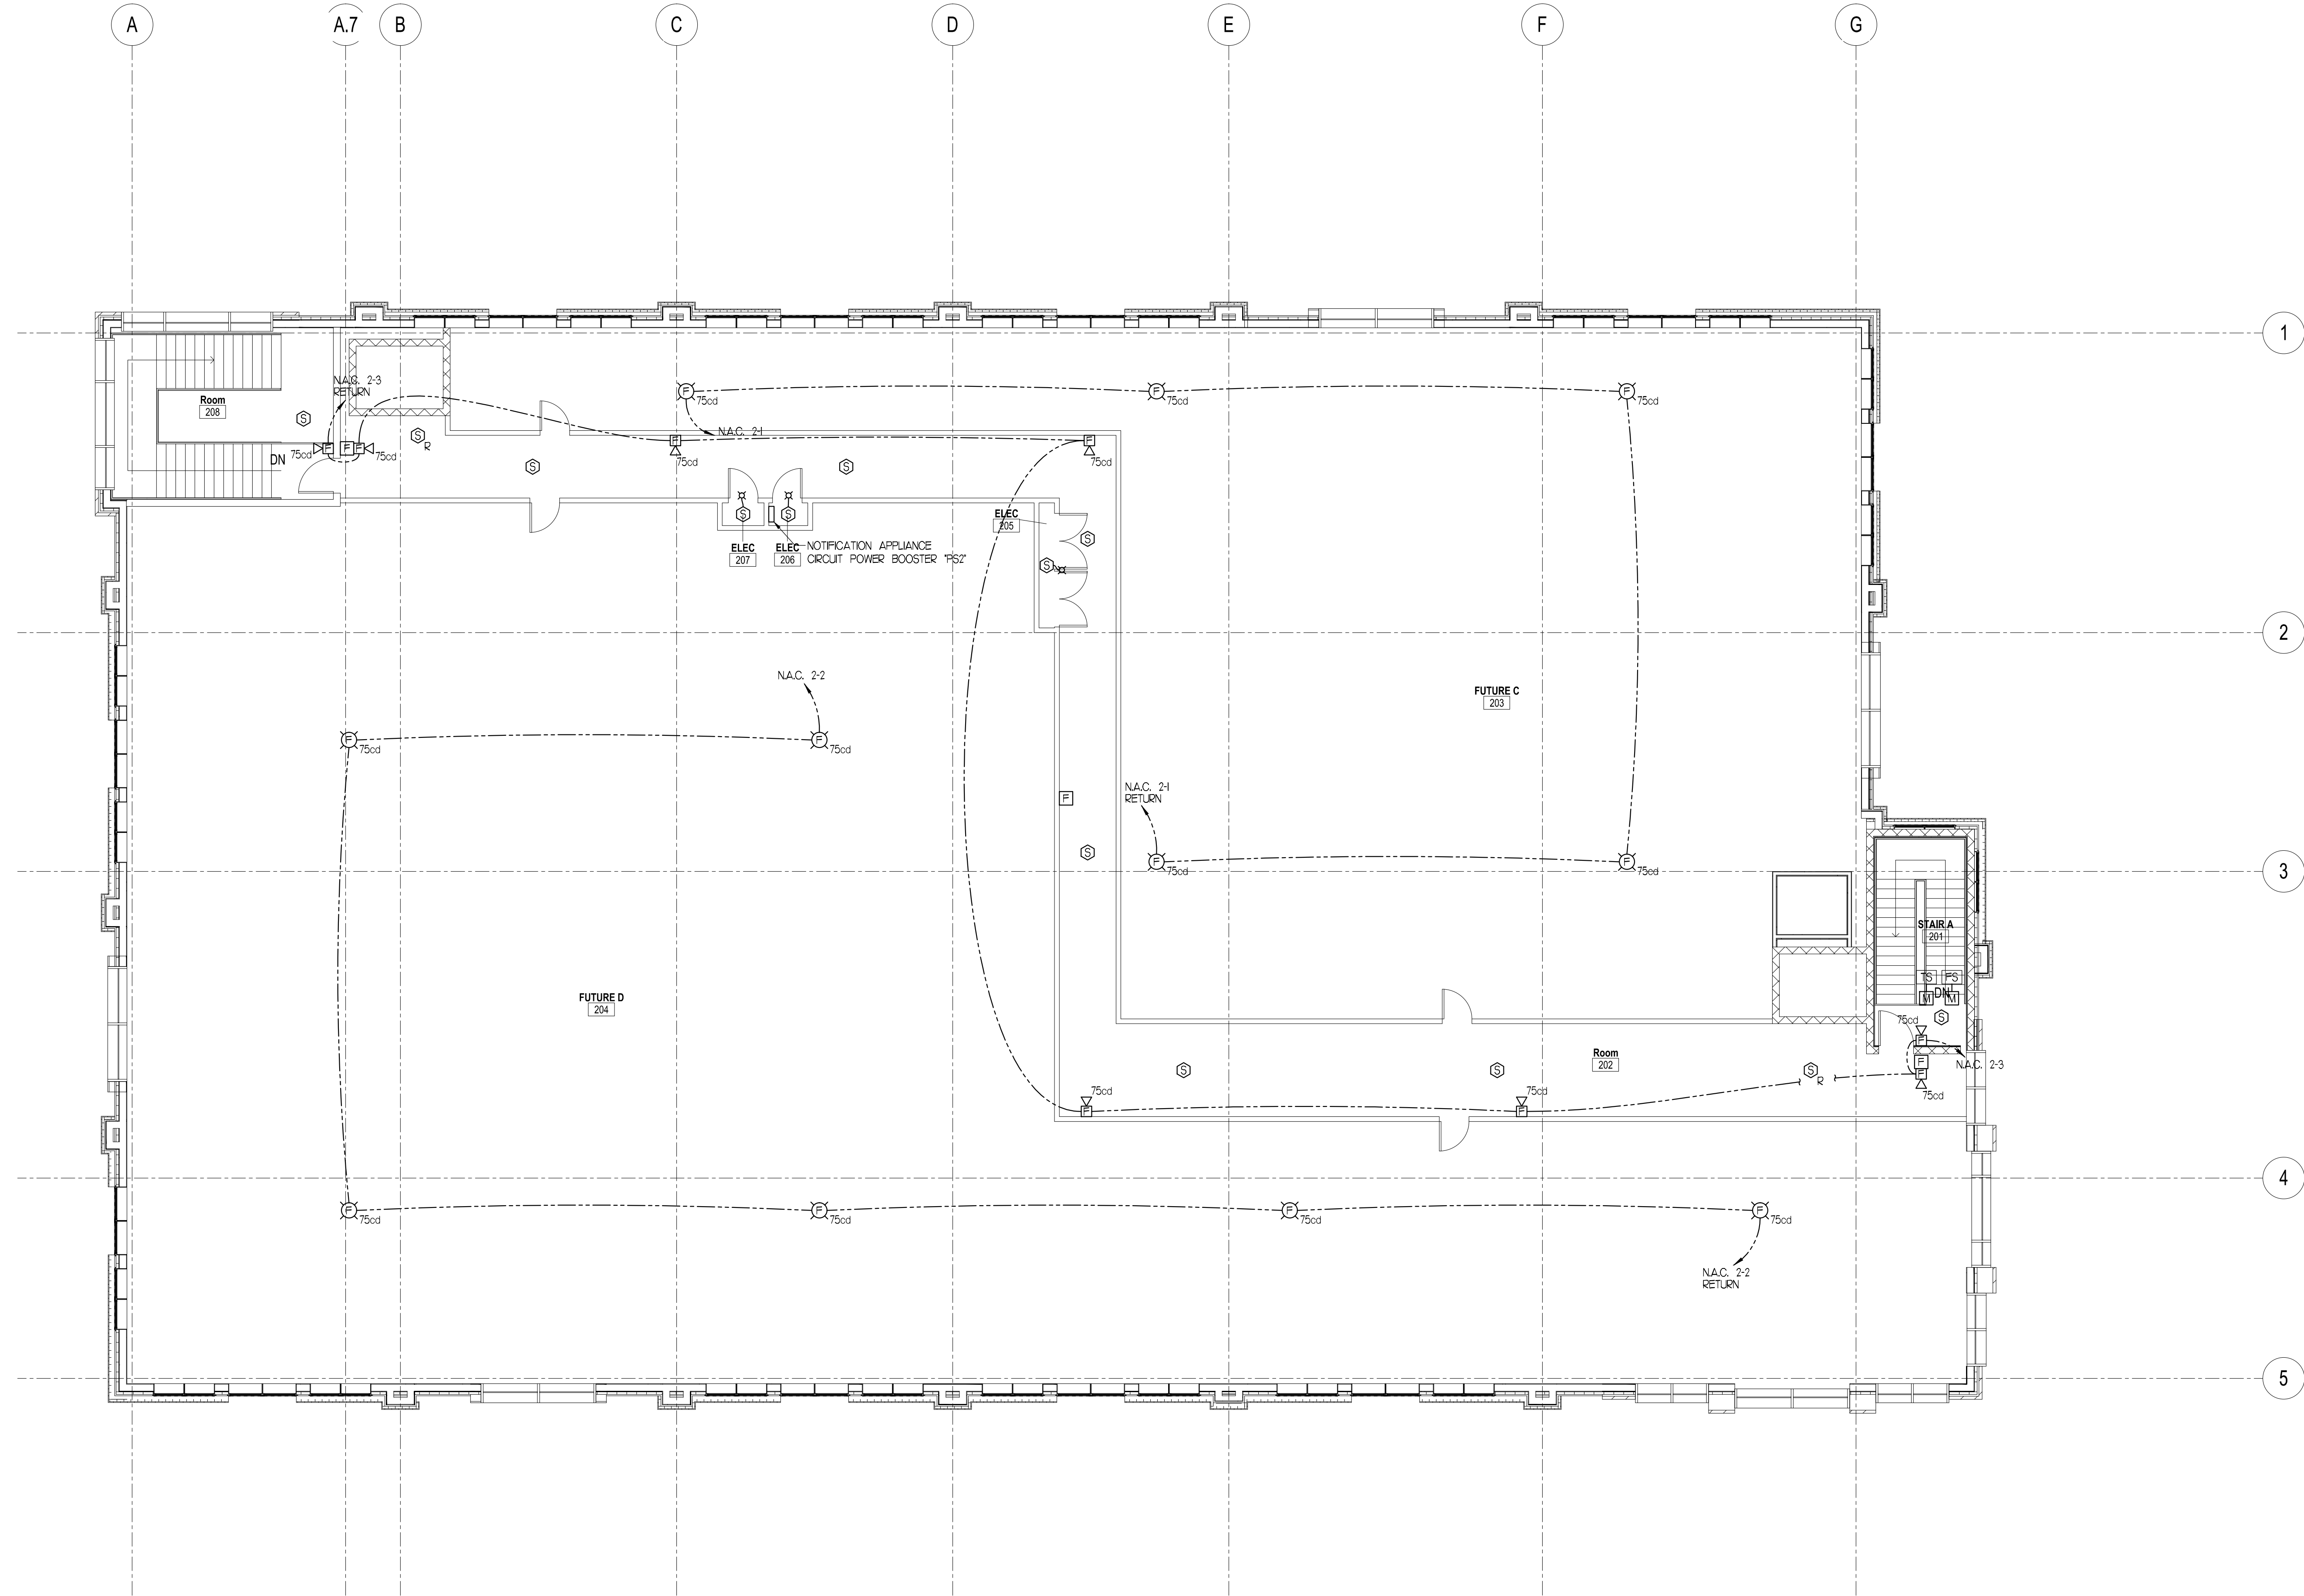 A
A.7
B
C
D
E
F
G
1
N.A.C. 2-3
RETURN
Room
208
F
75cd
F
75cd
F
75cd
S
S
R
N.A.C. 2-1
F
F
75cd
F
F
75cd
F
75cd
DN
75cd
75cd
S
S
S
S
ELEC
205
S
ELEC
207
ELEC
206
NOTIFICATION APPLIANCE
CIRCUIT POWER BOOSTER "PS2"
S
2
N.A.C. 2-2
FUTURE C
203
F
75cd
F
75cd
N.A.C. 2-1
RETURN
F
S
F
75cd
F
75cd
3
STAIR A
201
TS
FS
DN
M
M
FUTURE D
204
S
75cd
F
Room
202
F
N.A.C. 2-3
S
S
S
R
F
75cd
75cd
F
75cd
F
4
F
75cd
F
75cd
F
75cd
F
75cd
N.A.C. 2-2
RETURN
5